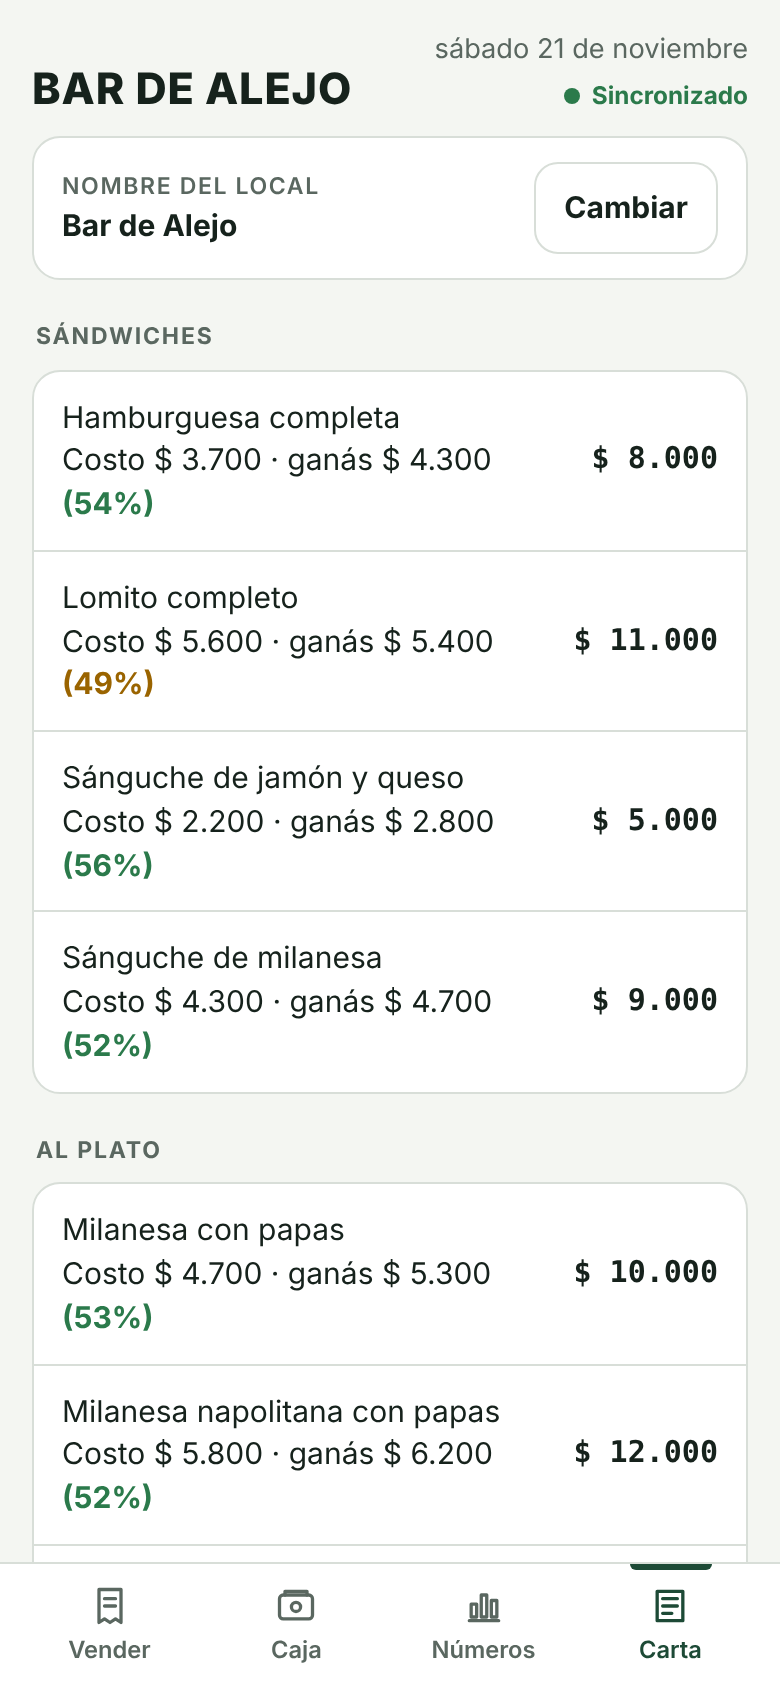 sábado 21 de noviembre
BAR DE ALEJO
Sincronizado
NOMBRE DEL LOCAL
Bar de Alejo
Cambiar
SÁNDWICHES
Hamburguesa completa
Costo $ 3.700 · ganás $ 4.300
(54%)
$ 8.000
Lomito completo
Costo $ 5.600 · ganás $ 5.400
(49%)
$ 11.000
Sánguche de jamón y queso
Costo $ 2.200 · ganás $ 2.800
(56%)
$ 5.000
Sánguche de milanesa
Costo $ 4.300 · ganás $ 4.700
(52%)
$ 9.000
AL PLATO
Milanesa con papas
Costo $ 4.700 · ganás $ 5.300
(53%)
$ 10.000
Milanesa napolitana con papas
Costo $ 5.800 · ganás $ 6.200
(52%)
$ 12.000
Vender
Caja
Números
Carta